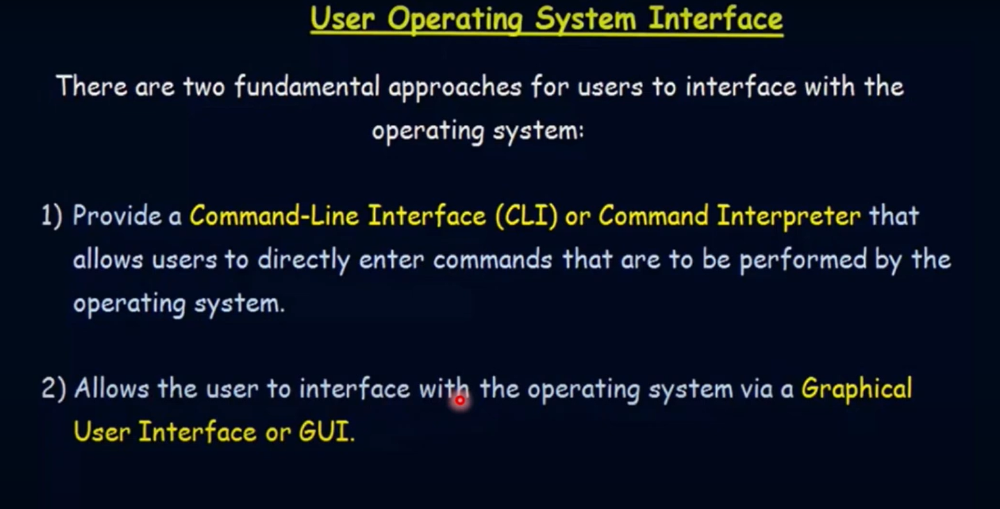 User Operating System Interface
There are two fundamental approaches for users to interface with the
operating system:
1) Provide a Command-Line Interface (CLI) or Command Interpreter that
allows users to directly enter commands that are to be performed by the
operating system.
2) Allows the user to interface with the operating system via a Graphical
User Interface or GUI.